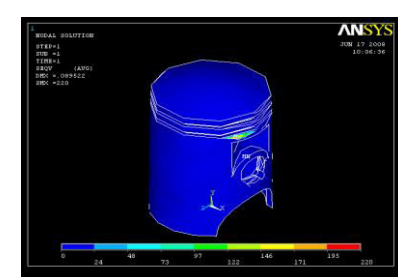 1
NODAL SOLUTION
STEP=1
SUB =1
TIME=1
SEQV (AVG)
DMX =.089522
SMX =220
ANSYS
JUN 17 2008
10:06:36
MX
Y
X
Z
0 24 48 73 97 122 146 171 195 220